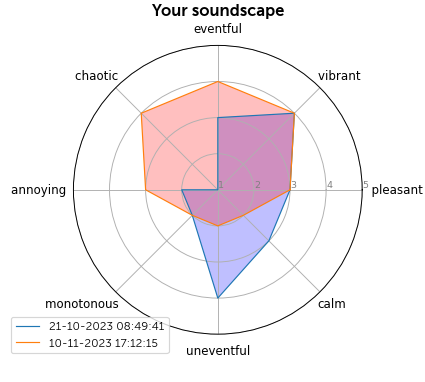 Your soundscape
eventful
chaotic
vibrant
annoying
1
2
3
4
5
pleasant
monotonous
calm
uneventful
21-10-2023 08:49:41
10-11-2023 17:12:15